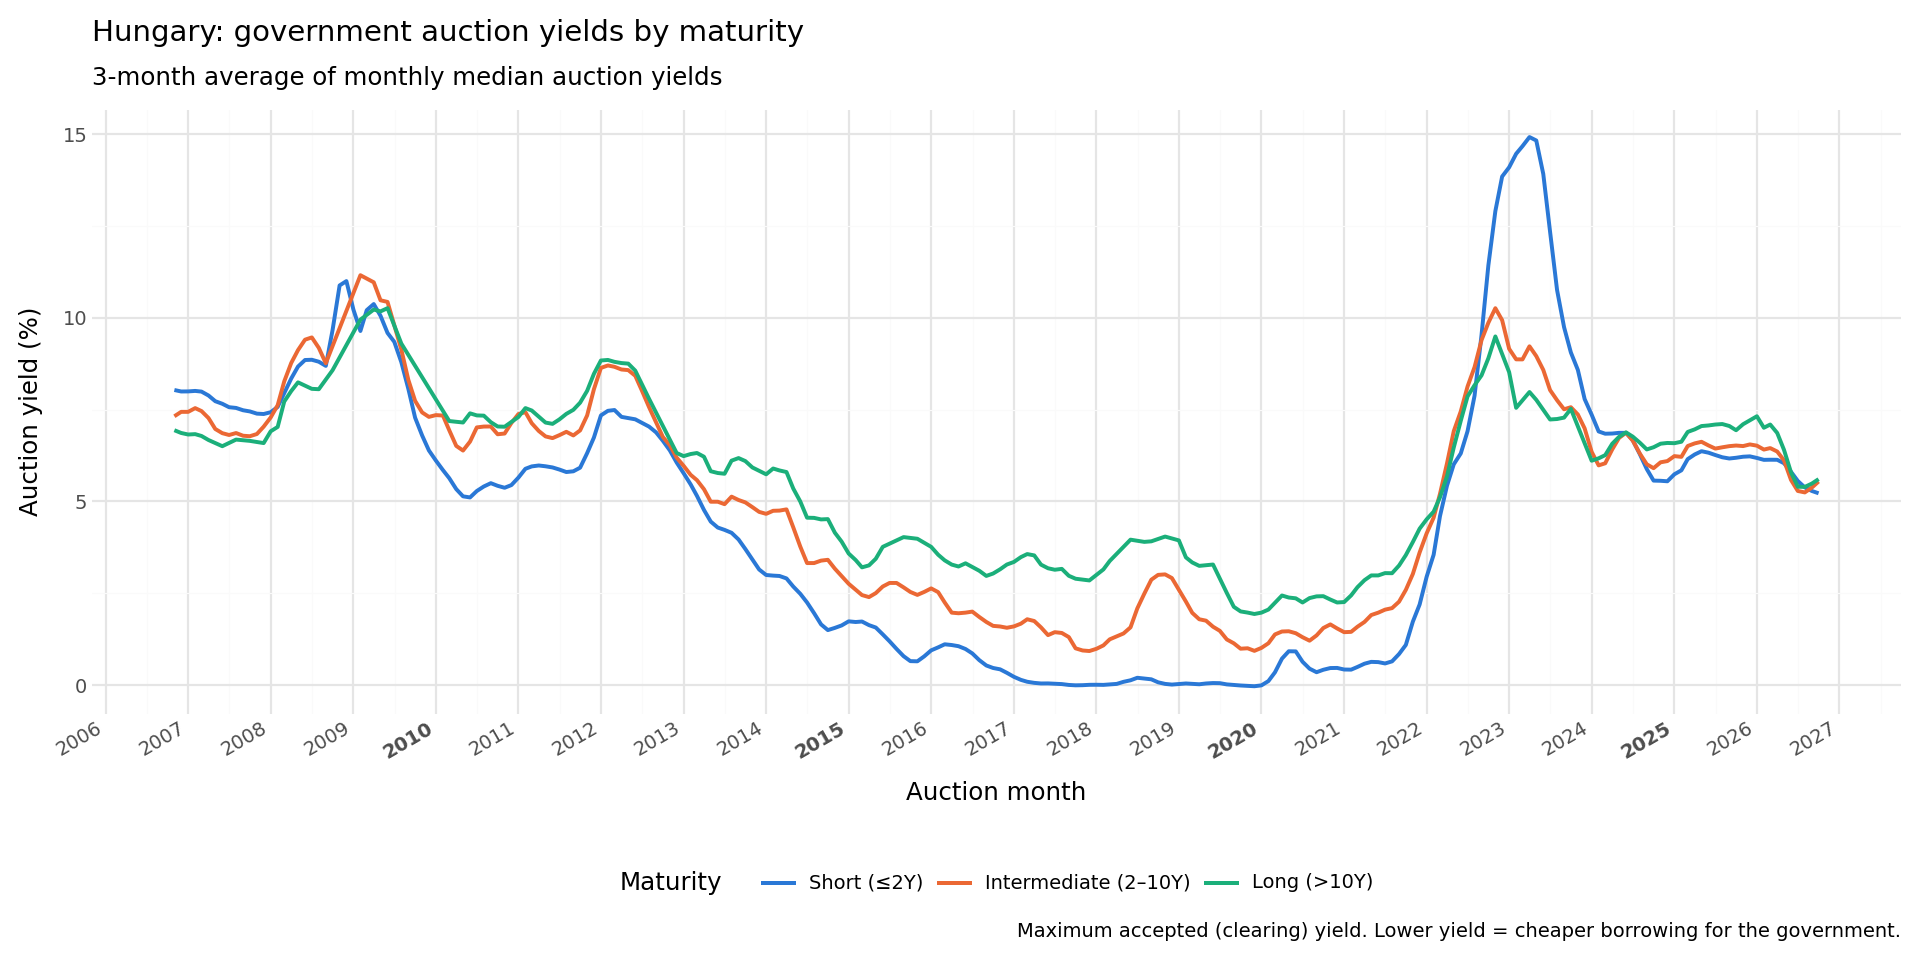 Hungary: government auction yields by maturity
3-month average of monthly median auction yields
Auction yield (%)
15
10
5
0
2006 2007 2008 2009 2010 2011 2012 2013 2014 2015 2016 2017 2018 2019 2020 2021 2022 2023 2024 2025 2026 2027
Auction month
Maturity Short (≤2Y) Intermediate (2–10Y) Long (>10Y)
Maximum accepted (clearing) yield. Lower yield = cheaper borrowing for the government.